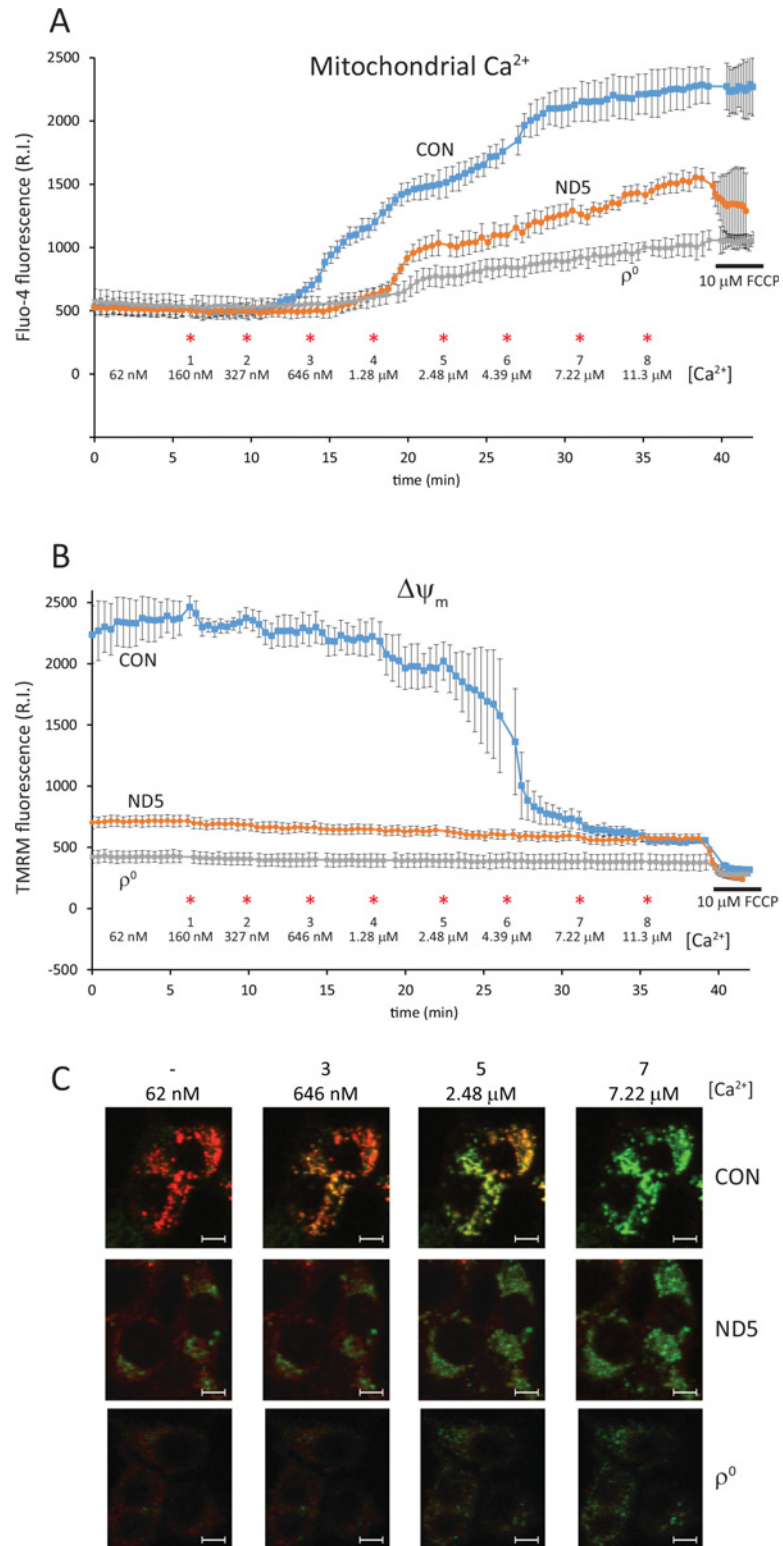 A
Mitochondrial Ca²⁺
Fluo-4 fluorescence (R.I.)
2500
2000
1500
1000
500
0
CON
ND5
ρ⁰
10 µM FCCP
* * * * * * * *
1 2 3 4 5 6 7 8
62 nM 160 nM 327 nM 646 nM 1.28 µM 2.48 µM 4.39 µM 7.22 µM 11.3 µM [Ca²⁺]
0 5 10 15 20 25 30 35 40
time (min)
B
Δψm
TMRM fluorescence (R.I.)
2500
2000
1500
1000
500
0
-500
CON
ND5
ρ⁰
10 µM FCCP
* * * * * * * *
1 2 3 4 5 6 7 8
62 nM 160 nM 327 nM 646 nM 1.28 µM 2.48 µM 4.39 µM 7.22 µM 11.3 µM [Ca²⁺]
0 5 10 15 20 25 30 35 40
time (min)
C
- 3 5 7
62 nM 646 nM 2.48 µM 7.22 µM [Ca²⁺]
CON
ND5
ρ⁰